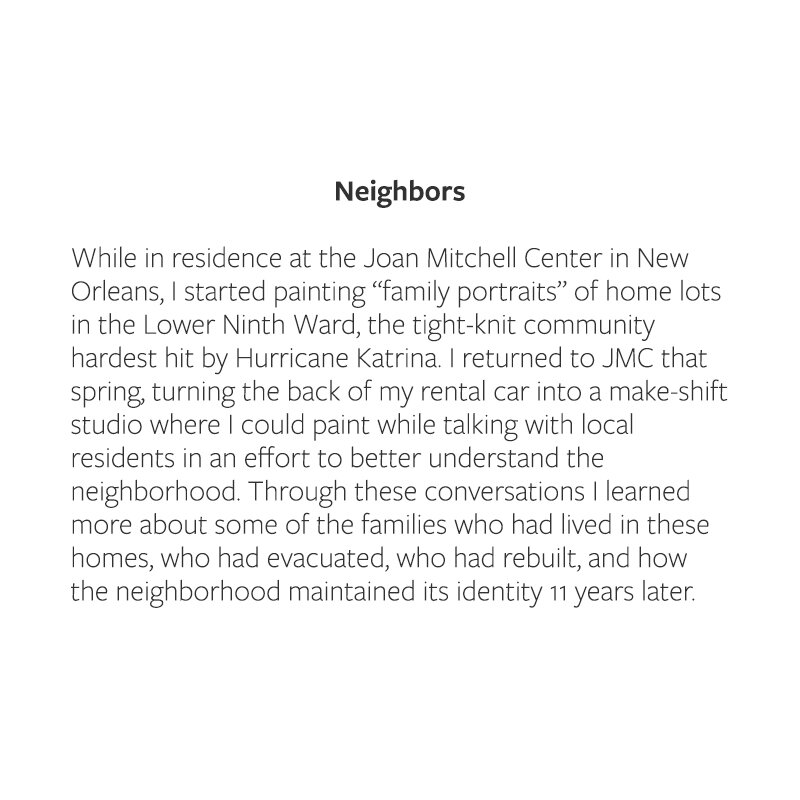 Neighbors
While in residence at the Joan Mitchell Center in New
Orleans, I started painting “family portraits” of home lots
in the Lower Ninth Ward, the tight-knit community
hardest hit by Hurricane Katrina. I returned to JMC that
spring, turning the back of my rental car into a make-shift
studio where I could paint while talking with local
residents in an effort to better understand the
neighborhood. Through these conversations I learned
more about some of the families who had lived in these
homes, who had evacuated, who had rebuilt, and how
the neighborhood maintained its identity 11 years later.